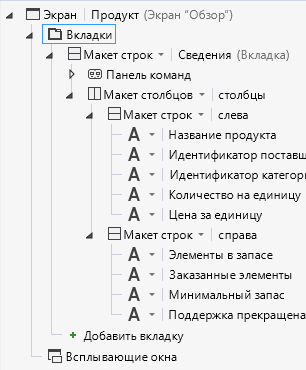 Экран | Продукт (Экран "Обзор")
Вкладки
Макет строк | Сведения (Вкладка)
Панель команд
Макет столбцов | столбцы
Макет строк | слева
Название продукта
Идентификатор поставщ
Идентификатор категори
Количество на единицу
Цена за единицу
Макет строк | справа
Элементы в запасе
Заказанные элементы
Минимальный запас
Поддержка прекращена
Добавить вкладку
Всплывающие окна